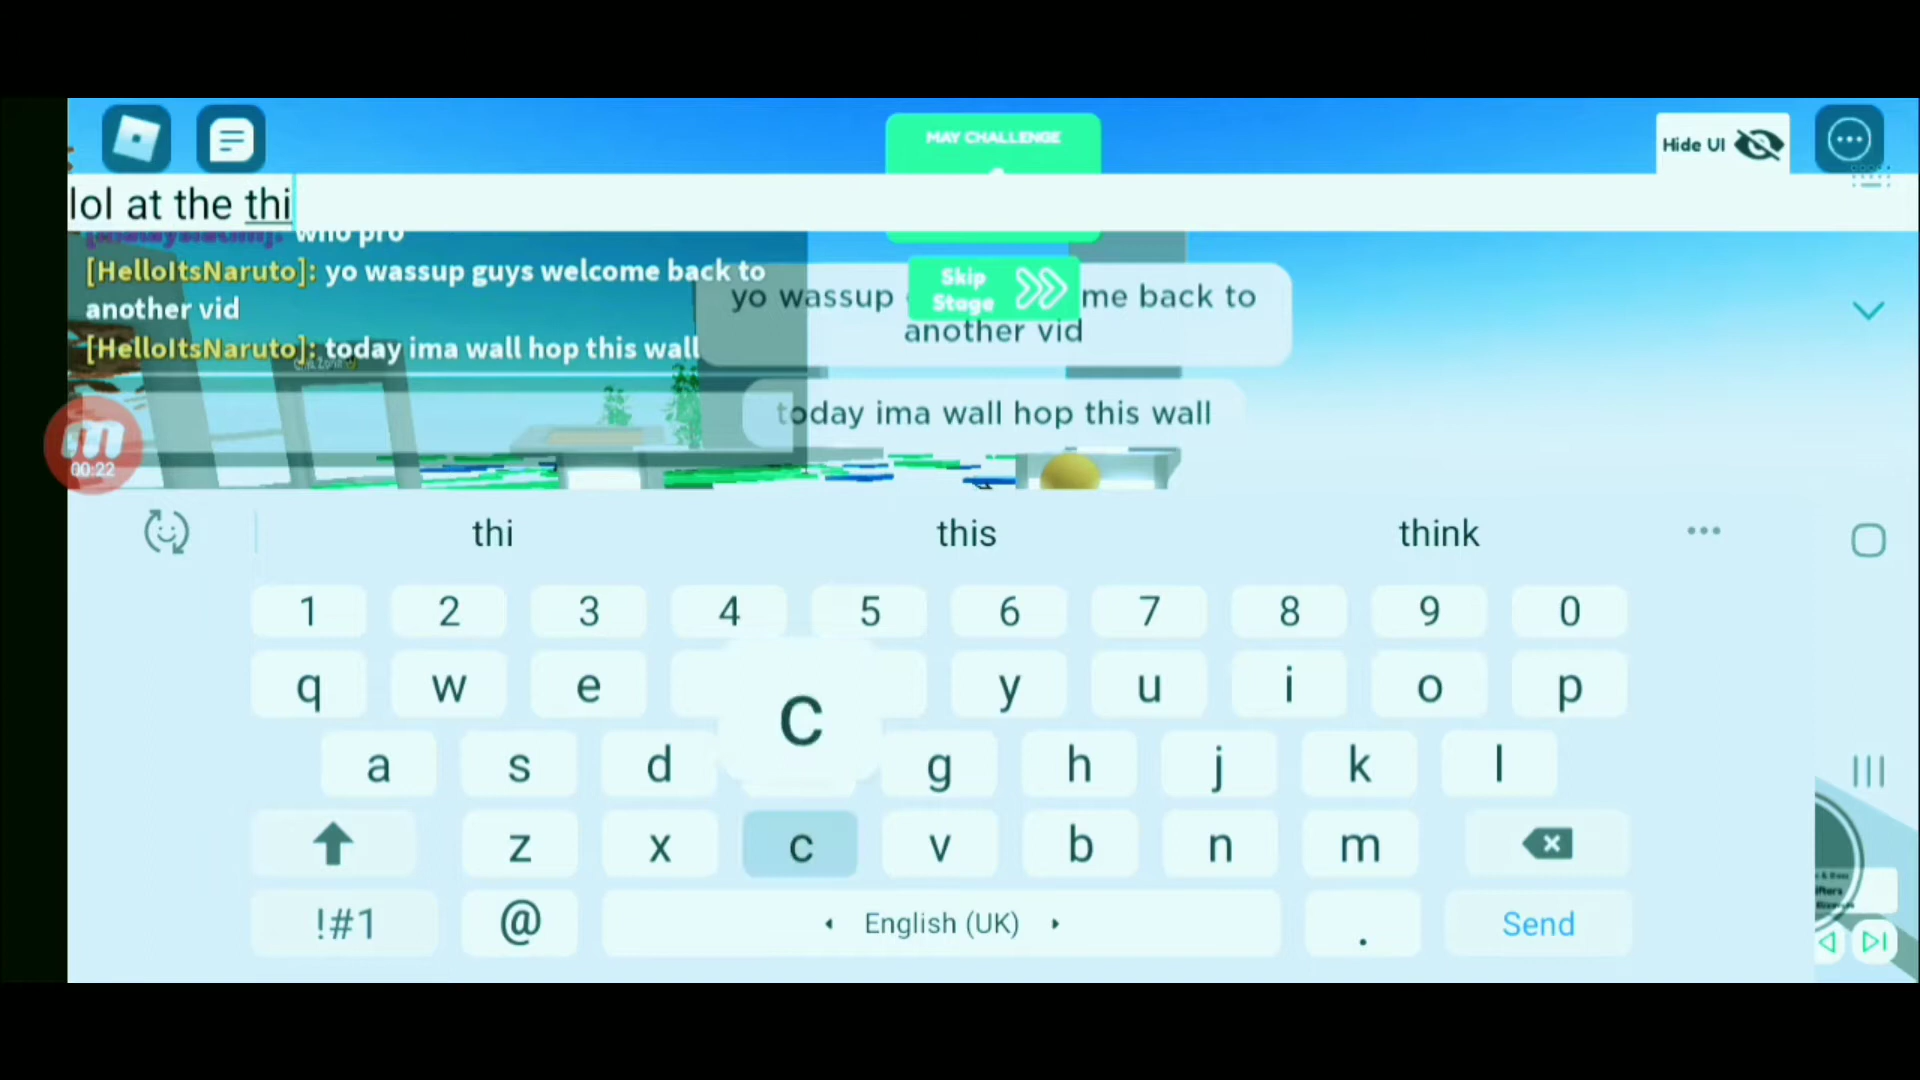 MAY CHALLENGE
Hide UI
lol at the thi
who pro
[HelloItsNaruto]: yo wassup guys welcome back to
another vid
[HelloItsNaruto]: today ima wall hop this wall
yo wassup me back to
another vid
Skip
Stage
today ima wall hop this wall
00:22
thi this think
1 2 3 4 5 6 7 8 9 0
q w e y u i o p
c
a s d g h j k l
z x c v b n m
!#1 @ English (UK) . Send